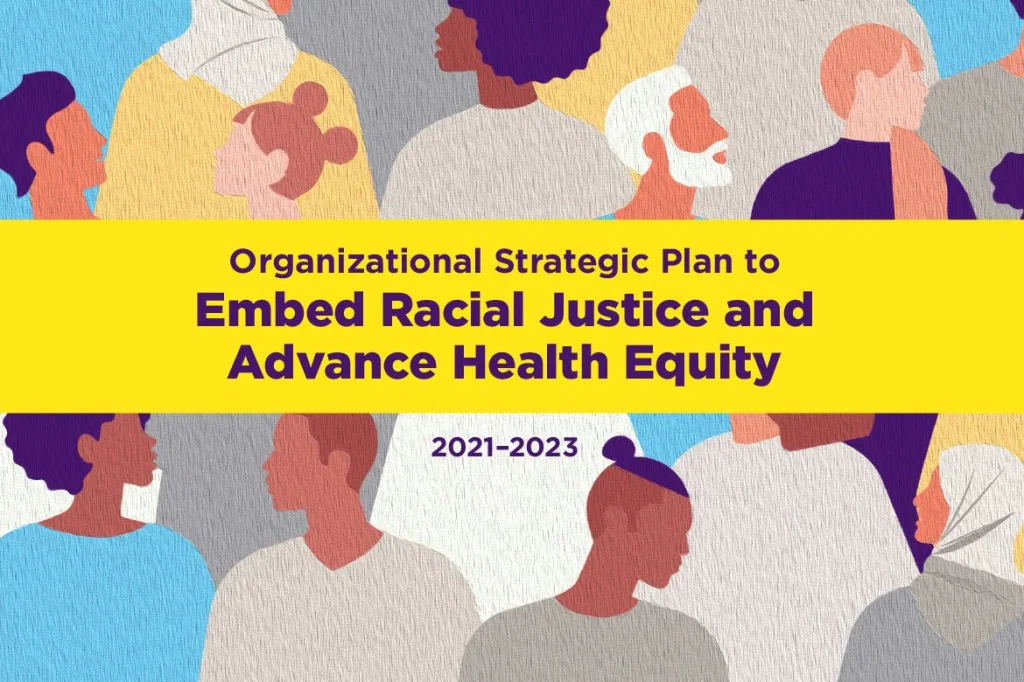 Organizational Strategic Plan to
Embed Racial Justice and
Advance Health Equity
2021–2023